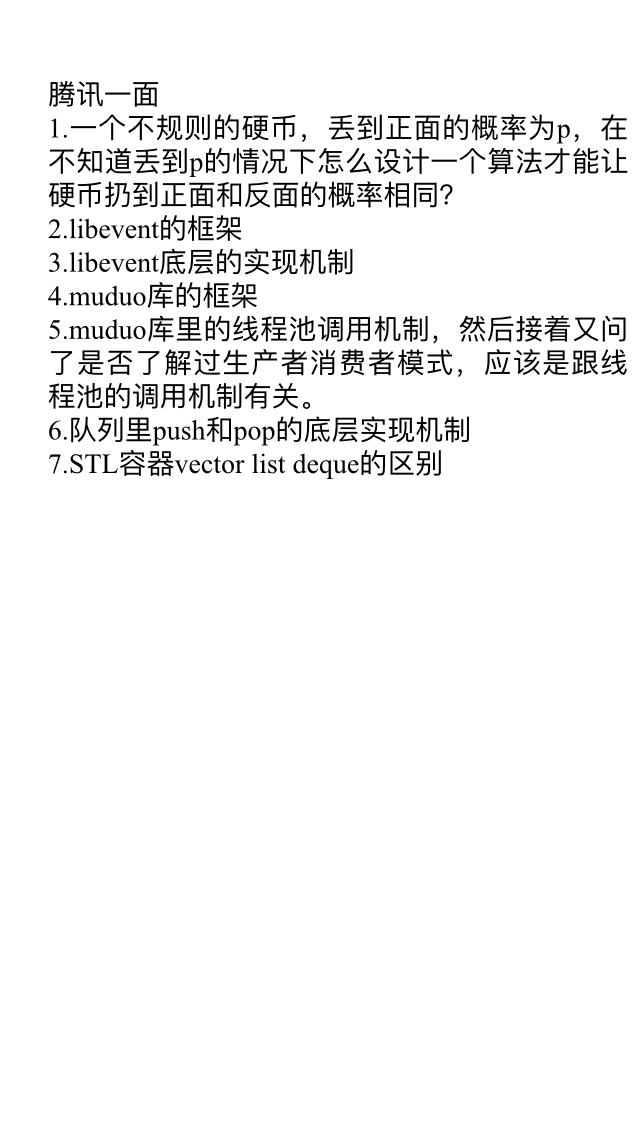 腾讯一面
1.一个不规则的硬币，丢到正面的概率为p，在
不知道丢到p的情况下怎么设计一个算法才能让
硬币扔到正面和反面的概率相同？
2.libevent的框架
3.libevent底层的实现机制
4.muduo库的框架
5.muduo库里的线程池调用机制，然后接着又问
了是否了解过生产者消费者模式，应该是跟线
程池的调用机制有关。
6.队列里push和pop的底层实现机制
7.STL容器vector list deque的区别